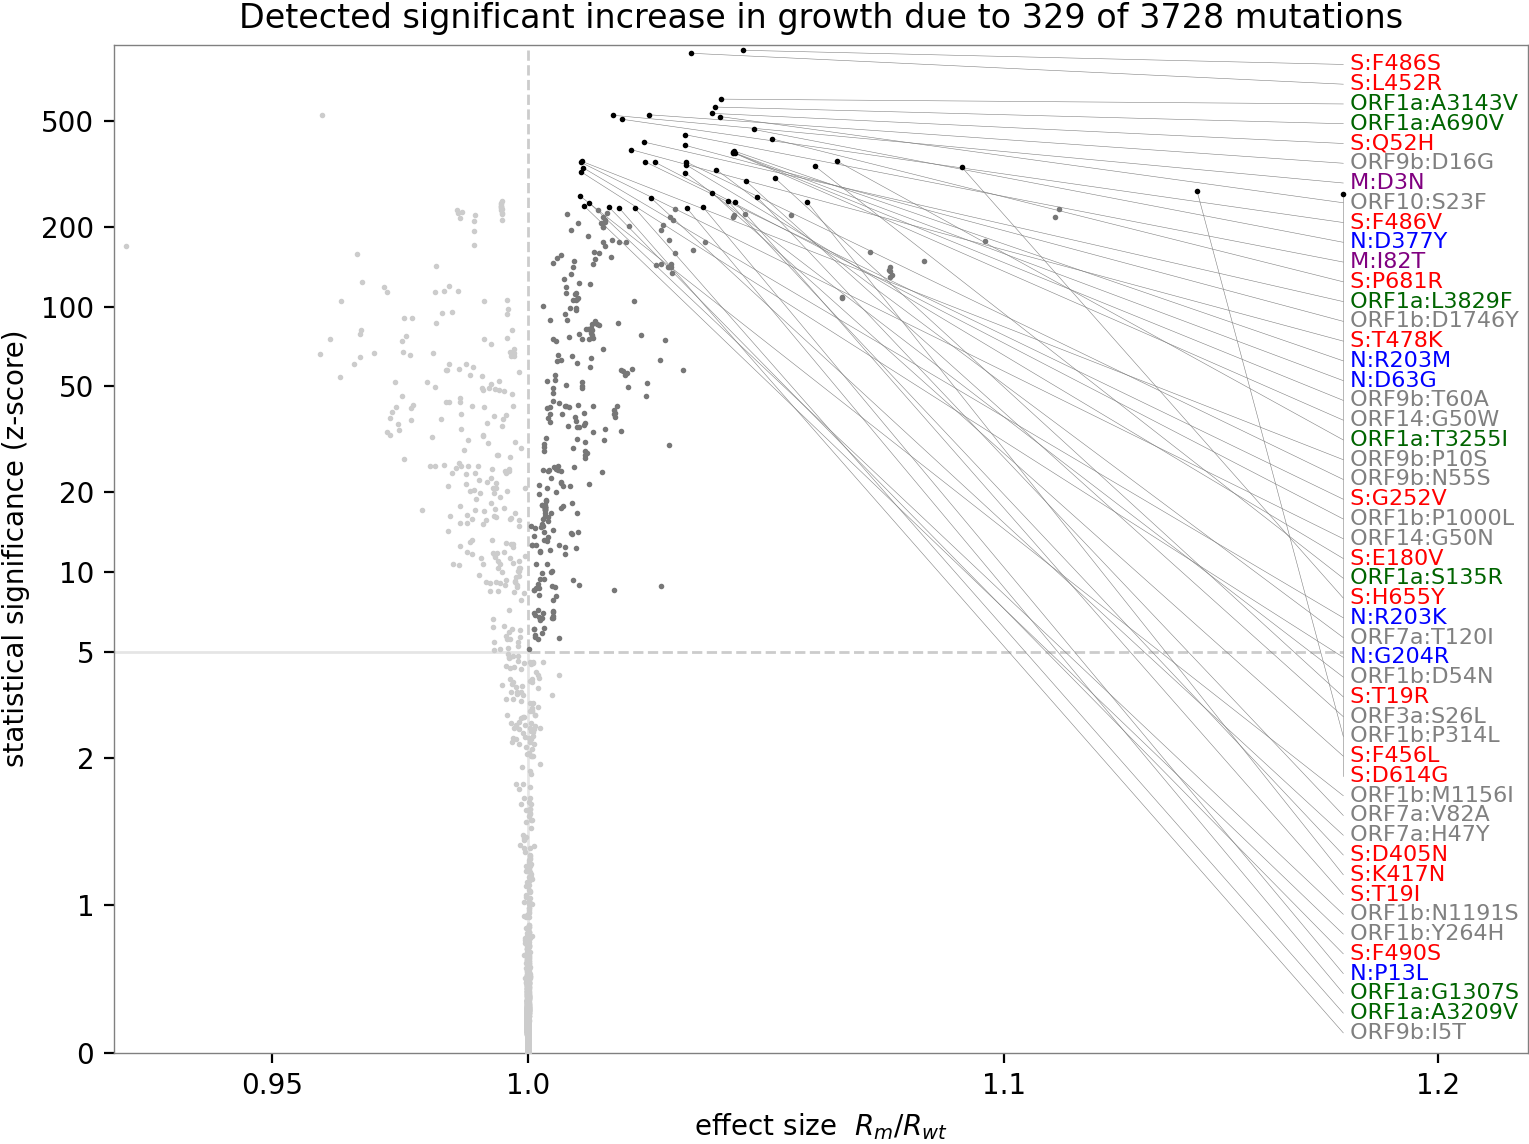 Detected significant increase in growth due to 329 of 3728 mutations
S:F486S
S:L452R
ORF1a:A3143V
ORF1a:A690V
S:Q52H
ORF9b:D16G
M:D3N
ORF10:S23F
S:F486V
N:D377Y
M:I82T
S:P681R
ORF1a:L3829F
ORF1b:D1746Y
S:T478K
N:R203M
N:D63G
ORF9b:T60A
ORF14:G50W
ORF1a:T3255I
ORF9b:P10S
ORF9b:N55S
S:G252V
ORF1b:P1000L
ORF14:G50N
S:E180V
ORF1a:S135R
S:H655Y
N:R203K
ORF7a:T120I
N:G204R
ORF1b:D54N
S:T19R
ORF3a:S26L
ORF1b:P314L
S:F456L
S:D614G
ORF1b:M1156I
ORF7a:V82A
ORF7a:H47Y
S:D405N
S:K417N
S:T19I
ORF1b:N1191S
ORF1b:Y264H
S:F490S
N:P13L
ORF1a:G1307S
ORF1a:A3209V
ORF9b:I5T
500
200
100
50
20
10
5
2
1
0
statistical significance (z-score)
0.95 1.0 1.1 1.2
effect size Rm/Rwt